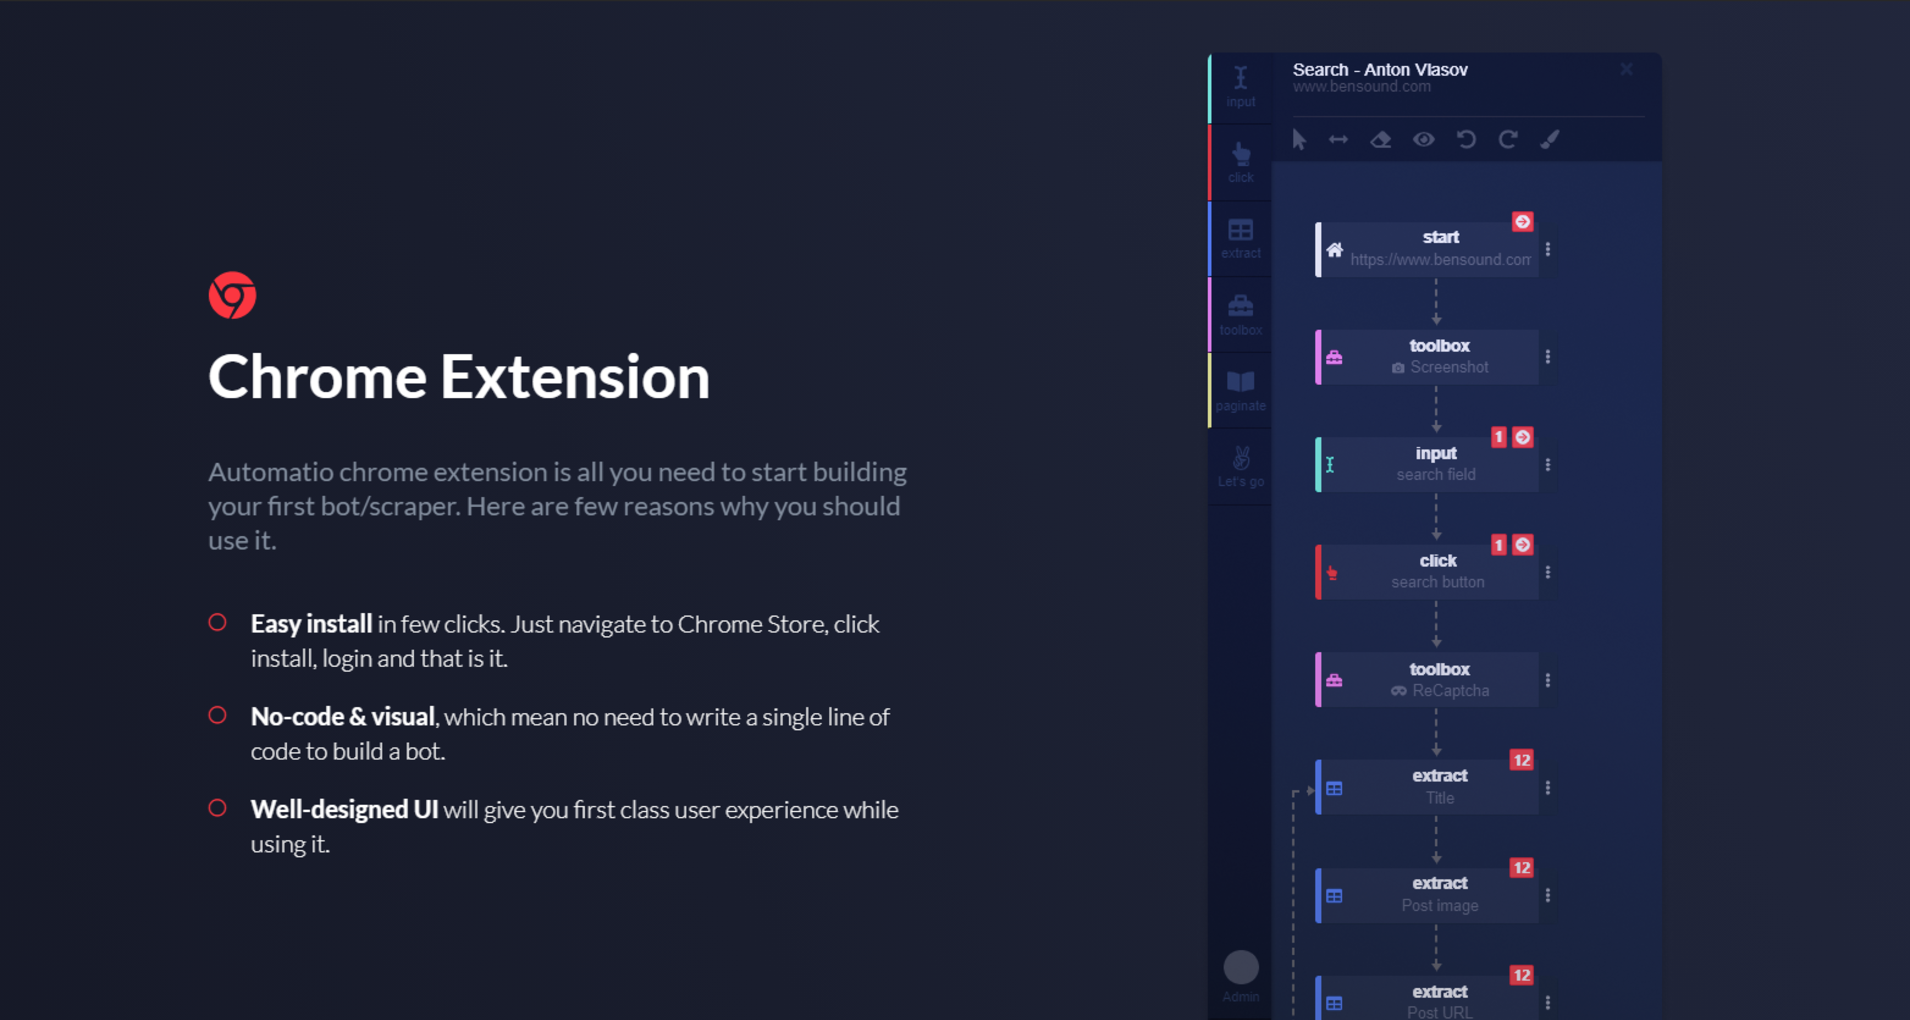 Chrome Extension
Automatio chrome extension is all you need to start building
your first bot/scraper. Here are few reasons why you should
use it.
Easy install in few clicks. Just navigate to Chrome Store, click
install, login and that is it.
No-code & visual, which mean no need to write a single line of
code to build a bot.
Well-designed UI will give you first class user experience while
using it.
input
click
extract
toolbox
paginate
Let's go
Admin
Search - Anton Vlasov
www.bensound.com
start
https://www.bensound.com
toolbox
Screenshot
1
input
search field
1
click
search button
toolbox
ReCaptcha
12
extract
Title
12
extract
Post image
12
extract
Post URL